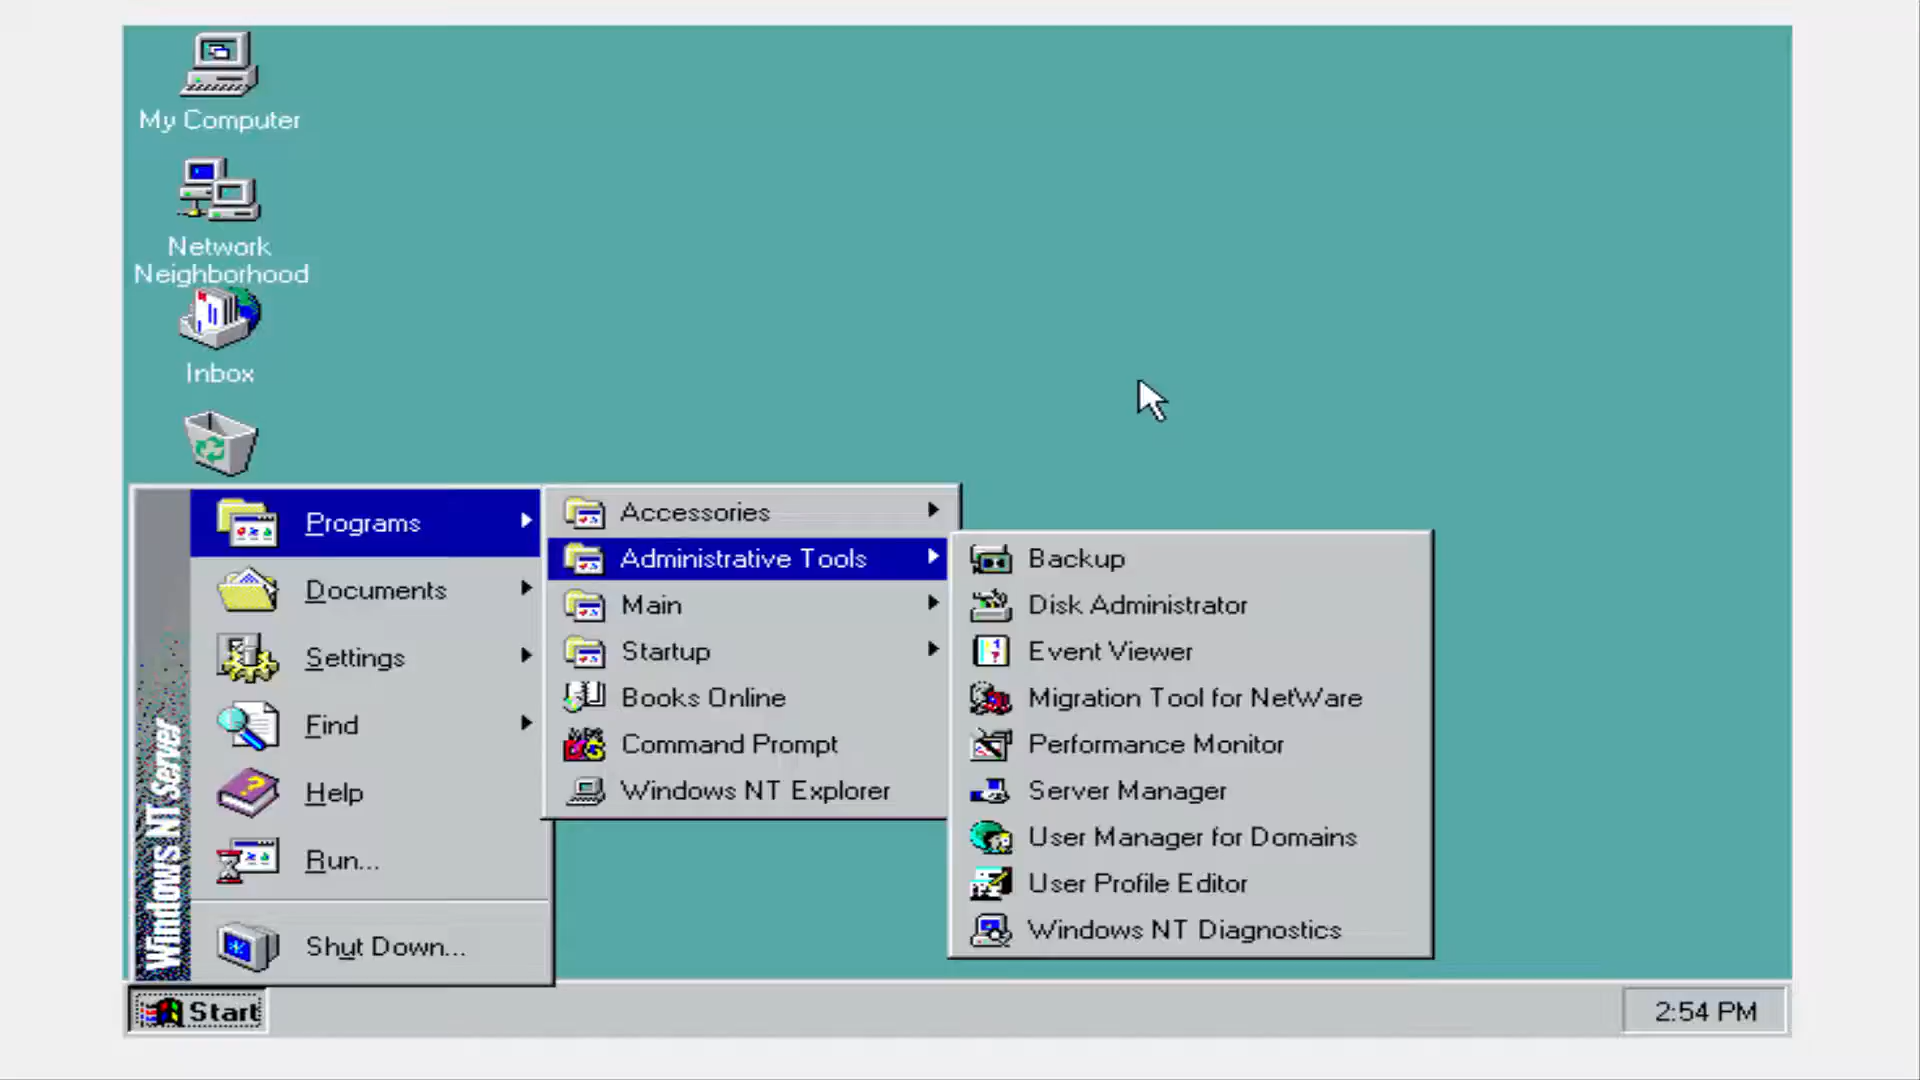 My Computer
Network
Neighborhood
Inbox
Programs
Documents
Settings
Find
Help
Run...
Shut Down...
Windows NT Server
Accessories
Administrative Tools
Main
Startup
Books Online
Command Prompt
Windows NT Explorer
Backup
Disk Administrator
Event Viewer
Migration Tool for NetWare
Performance Monitor
Server Manager
User Manager for Domains
User Profile Editor
Windows NT Diagnostics
Start
2:54 PM